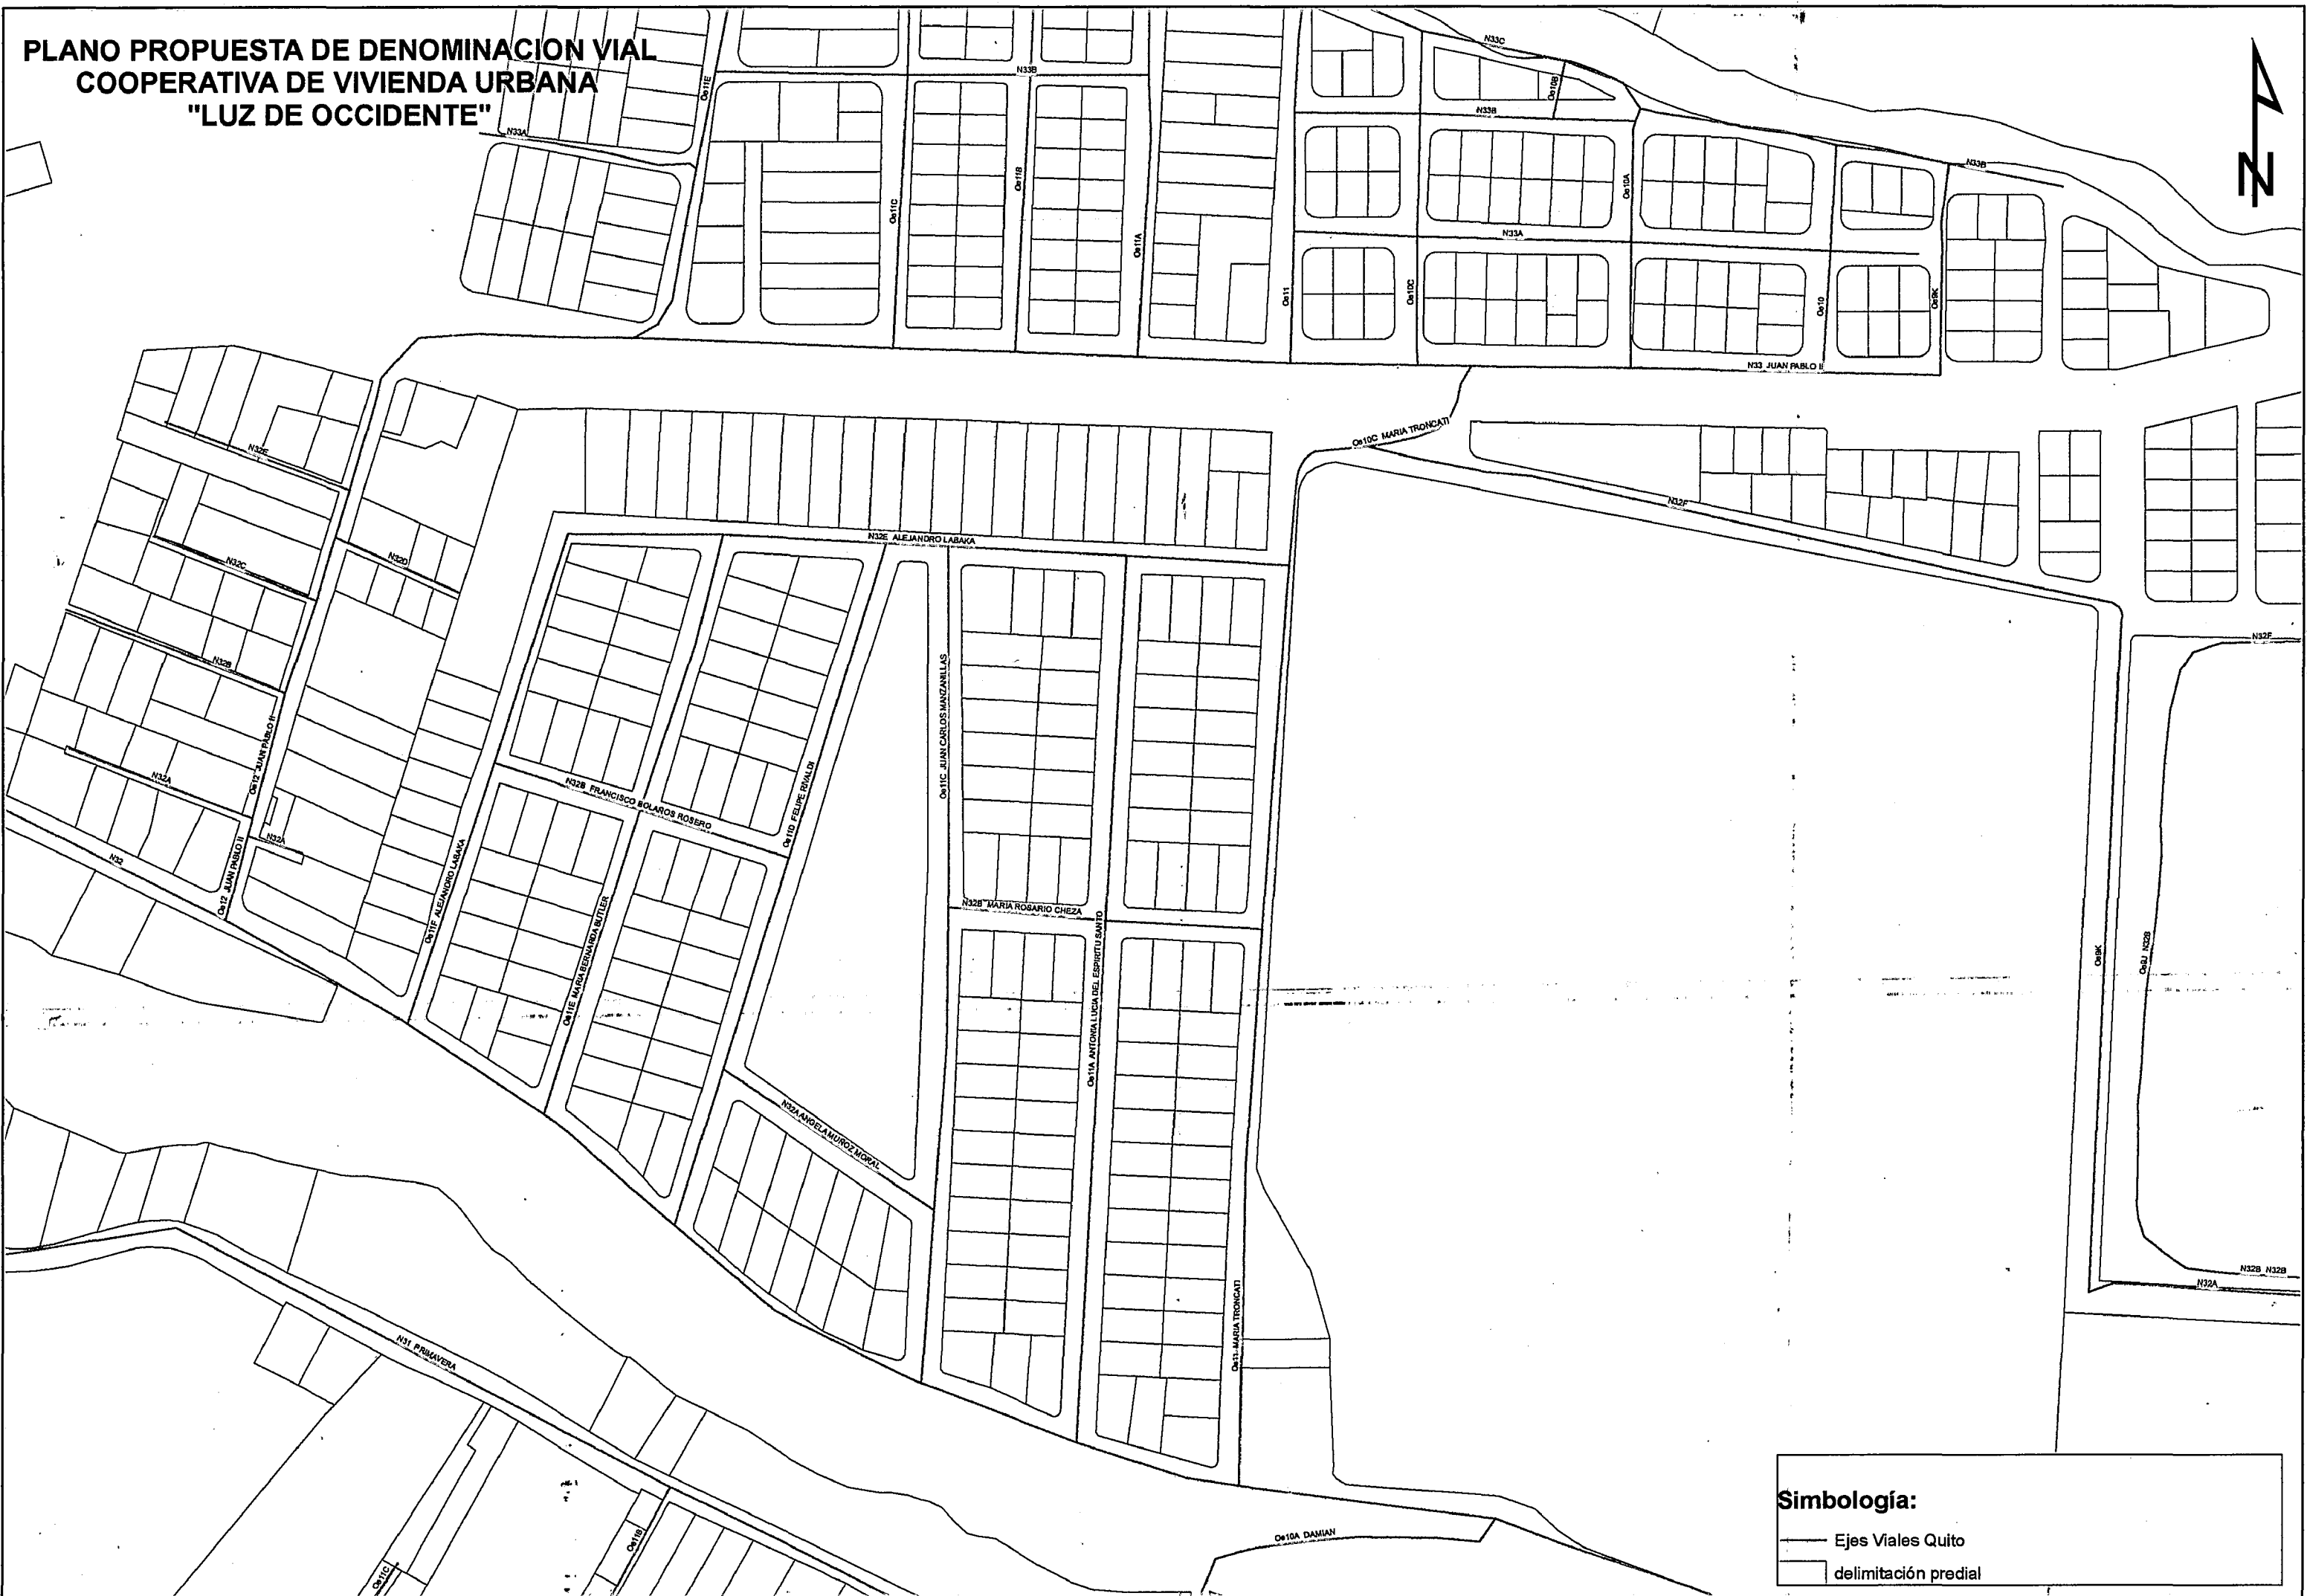 PLANO PROPUESTA DE DENOMINACION VIAL
COOPERATIVA DE VIVIENDA URBANA
"LUZ DE OCCIDENTE"
N33C
N33B
Oe11E
Oe10B
N33B
N33A
N33B
Oe11B
Oe10A
Oe11C
N33A
Oe11A
Oe11
Oe10C
Oe10
Oe9K
N33 JUAN PABLO II
Oe10C MARIA TRONCATI
N32E
N32F
N32E ALEJANDRO LABAKA
N32D
N32C
N32F
N32B
Oe11C JUAN CARLOS MANZANILLAS
Oe12 JUAN PABLO II
N32A
N32B FRANCISCO BOLAROS ROSERO
Oe11D FELIPE RIVALDI
N32A
N32
Oe12 JUAN PABLO II
Oe11F ALEJANDRO LABAKA
N32B MARIA ROSARIO CHEZA
Oe11E MARIA BERNARDA BUTLER
Oe11A ANTONIA LUCIA DEL ESPIRITU SANTO
Oe9K
Oe9J N32B
N32A ANGELA MUÑOZ MORAL
N32B N32B
N32A
Oe11 MARIA TRONCATI
N31 PRIMAVERA
Oe10A DAMIAN
Oe11B
Oe11C
Simbología:
Ejes Viales Quito
delimitación predial
N